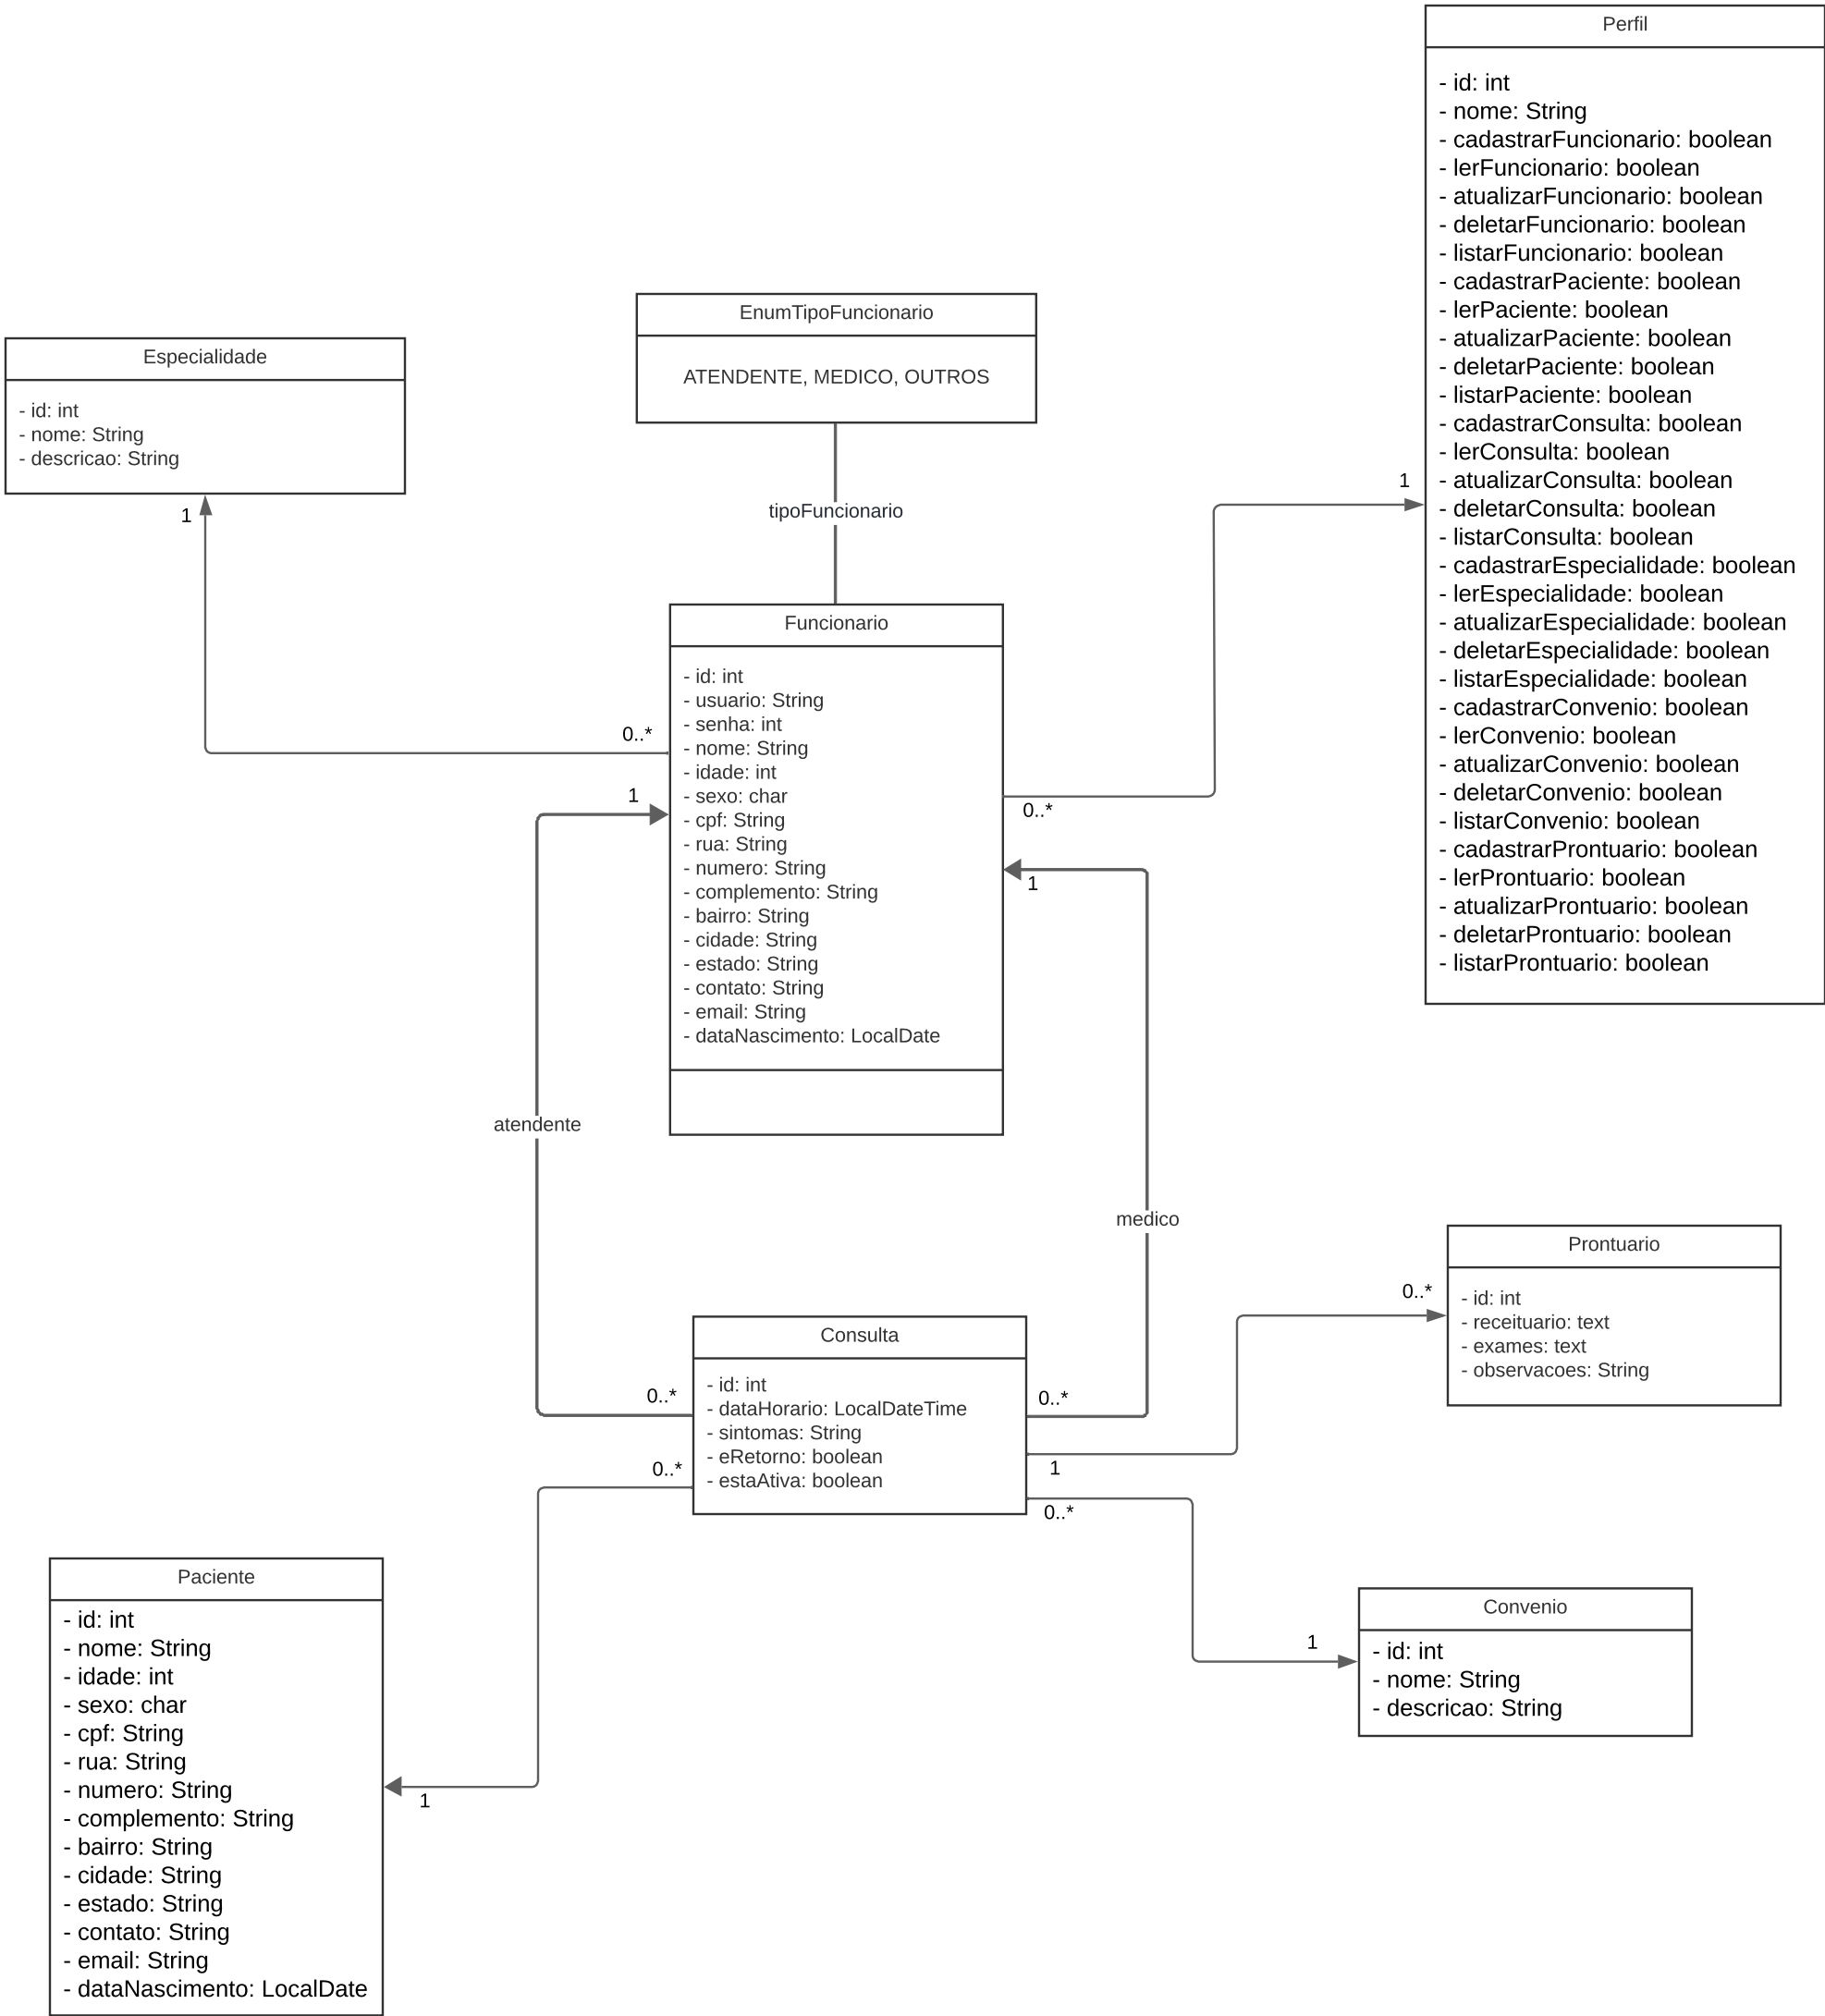 Perfil
- id: int
- nome: String
- cadastrarFuncionario: boolean
- lerFuncionario: boolean
- atualizarFuncionario: boolean
- deletarFuncionario: boolean
- listarFuncionario: boolean
- cadastrarPaciente: boolean
- lerPaciente: boolean
- atualizarPaciente: boolean
- deletarPaciente: boolean
- listarPaciente: boolean
- cadastrarConsulta: boolean
- lerConsulta: boolean
- atualizarConsulta: boolean
- deletarConsulta: boolean
- listarConsulta: boolean
- cadastrarEspecialidade: boolean
- lerEspecialidade: boolean
- atualizarEspecialidade: boolean
- deletarEspecialidade: boolean
- listarEspecialidade: boolean
- cadastrarConvenio: boolean
- lerConvenio: boolean
- atualizarConvenio: boolean
- deletarConvenio: boolean
- listarConvenio: boolean
- cadastrarProntuario: boolean
- lerProntuario: boolean
- atualizarProntuario: boolean
- deletarProntuario: boolean
- listarProntuario: boolean
EnumTipoFuncionario
ATENDENTE, MEDICO, OUTROS
Especialidade
- id: int
- nome: String
- descricao: String
1
1
tipoFuncionario
Funcionario
- id: int
- usuario: String
- senha: int
- nome: String
- idade: int
- sexo: char
- cpf: String
- rua: String
- numero: String
- complemento: String
- bairro: String
- cidade: String
- estado: String
- contato: String
- email: String
- dataNascimento: LocalDate
0..*
1
0..*
1
atendente
medico
Prontuario
- id: int
- receituario: text
- exames: text
- observacoes: String
0..*
Consulta
- id: int
- dataHorario: LocalDateTime
- sintomas: String
- eRetorno: boolean
- estaAtiva: boolean
0..*
0..*
0..*
1
0..*
Paciente
- id: int
- nome: String
- idade: int
- sexo: char
- cpf: String
- rua: String
- numero: String
- complemento: String
- bairro: String
- cidade: String
- estado: String
- contato: String
- email: String
- dataNascimento: LocalDate
1
1
Convenio
- id: int
- nome: String
- descricao: String